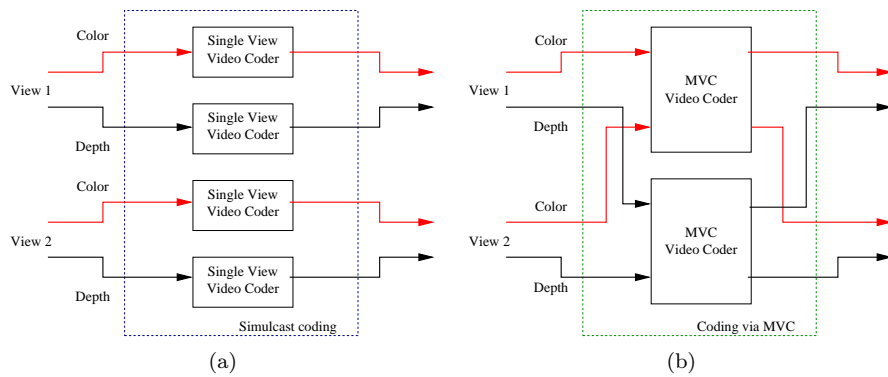 Color
Single View
Video Coder
View 1
Single View
Video Coder
Depth
Color
Single View
Video Coder
View 2
Single View
Video Coder
Depth
Simulcast coding
(a)
Color
MVC
Video Coder
View 1
Depth
Color
MVC
Video Coder
View 2
Depth
Coding via MVC
(b)